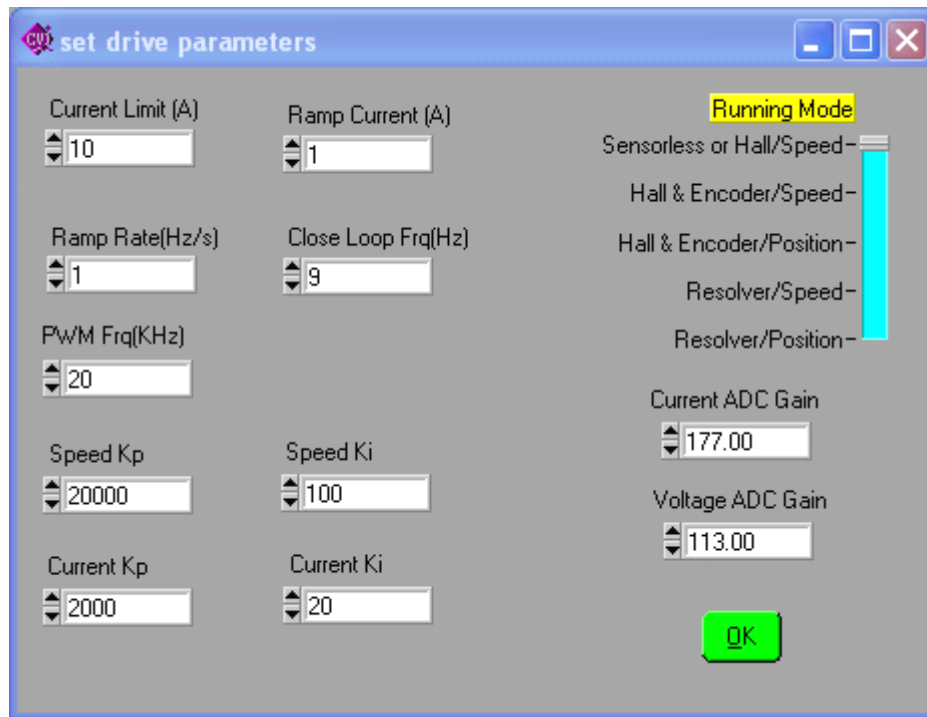 CVI set drive parameters
Current Limit (A)
10
Ramp Current (A)
1
Ramp Rate(Hz/s)
1
Close Loop Frq(Hz)
9
PWM Frq(KHz)
20
Speed Kp
20000
Speed Ki
100
Current Kp
2000
Current Ki
20
Running Mode
Sensorless or Hall/Speed
Hall & Encoder/Speed
Hall & Encoder/Position
Resolver/Speed
Resolver/Position
Current ADC Gain
177.00
Voltage ADC Gain
113.00
OK